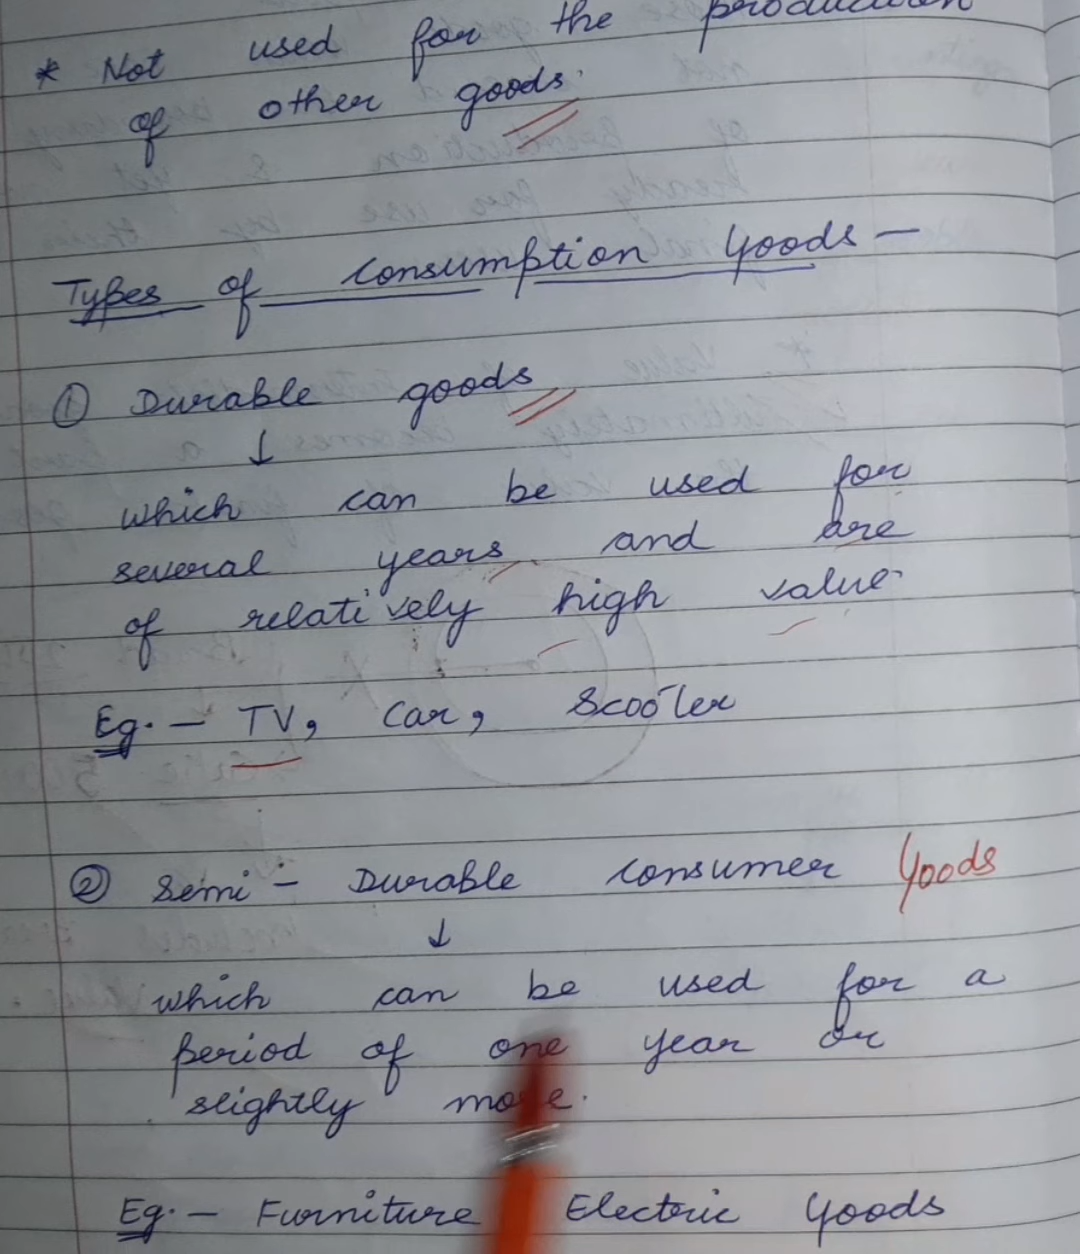 * Not used for the production
of other goods.
Types of Consumption Goods -
① Durable goods
↓
which can be used for
several years and are
of relatively high value.
Eg. - TV, Car, Scooter
② Semi - Durable Consumer Goods
↓
which can be used for a
period of one year or
slightly more.
Eg. - Furniture Electric Goods